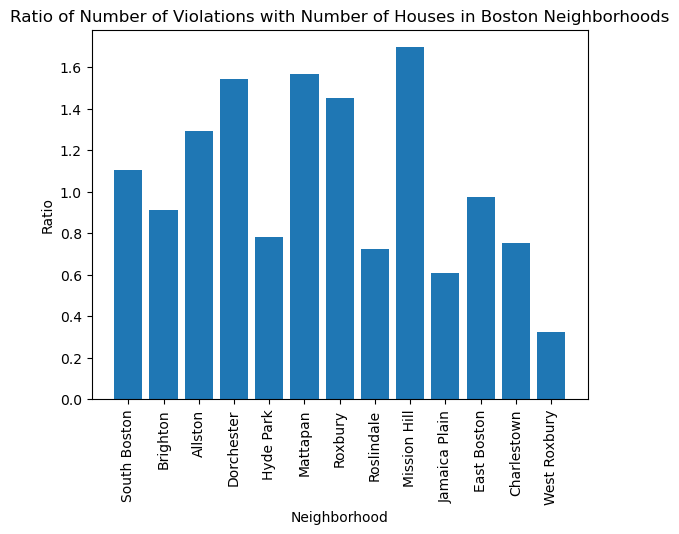 Ratio of Number of Violations with Number of Houses in Boston Neighborhoods
1.6
1.4
1.2
1.0
0.8
0.6
0.4
0.2
0.0
Ratio
South Boston
Brighton
Allston
Dorchester
Hyde Park
Mattapan
Roxbury
Roslindale
Mission Hill
Jamaica Plain
East Boston
Charlestown
West Roxbury
Neighborhood